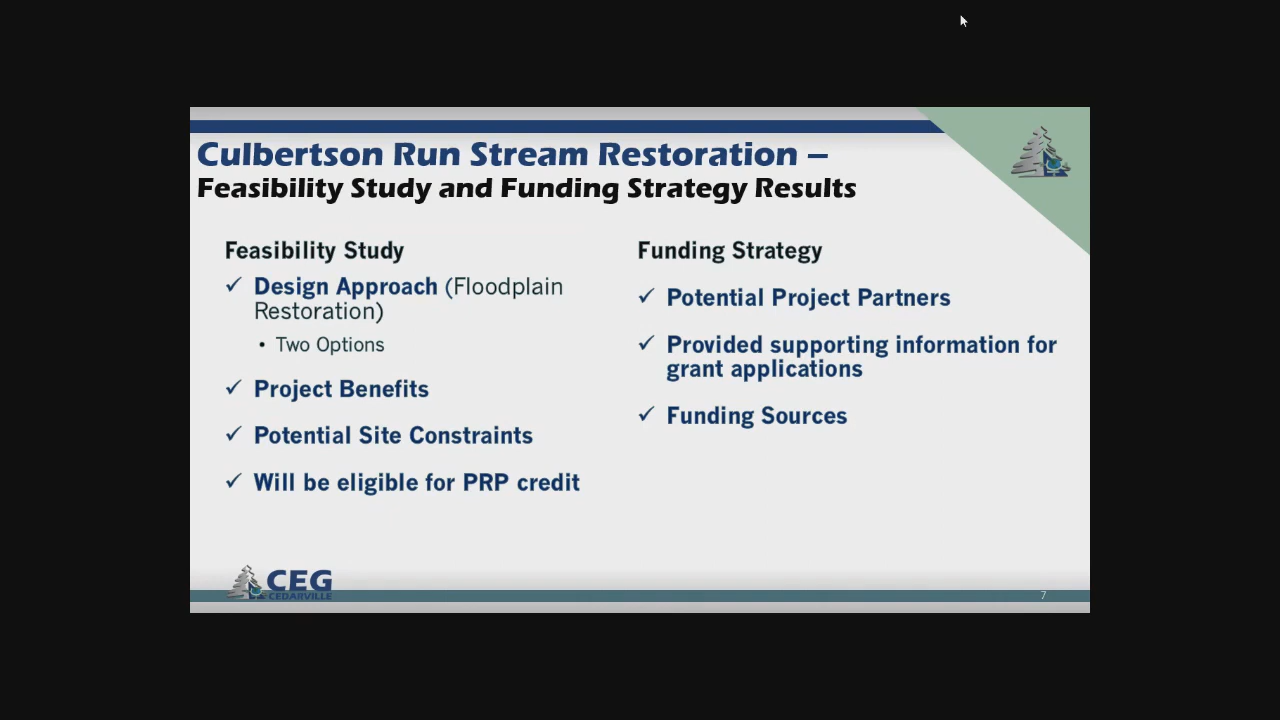 Culbertson Run Stream Restoration –
Feasibility Study and Funding Strategy Results
Feasibility Study
✓ Design Approach (Floodplain
Restoration)
• Two Options
✓ Project Benefits
✓ Potential Site Constraints
✓ Will be eligible for PRP credit
Funding Strategy
✓ Potential Project Partners
✓ Provided supporting information for
grant applications
✓ Funding Sources
CEG
CEDARVILLE
7